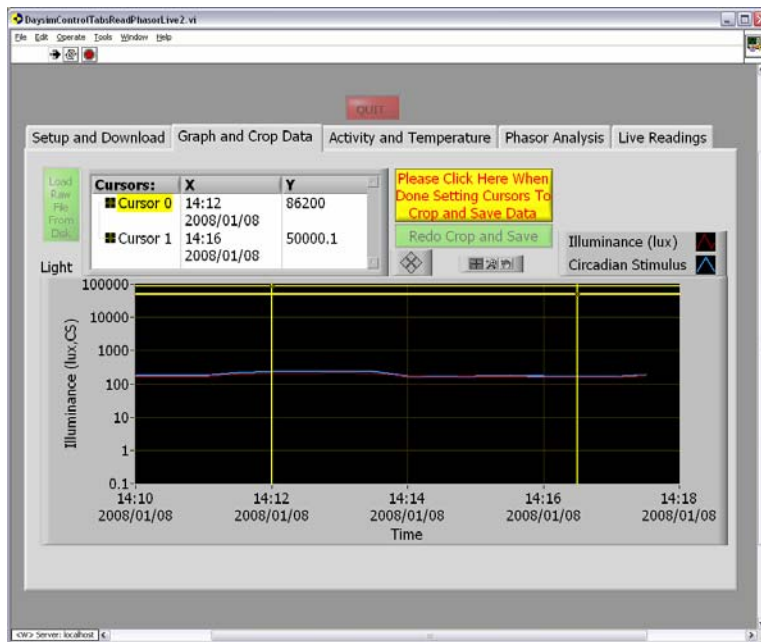 DaysimControlTabsReadPhasorLive2.vi
File Edit Operate Tools Window Help
QUIT
Setup and Download Graph and Crop Data Activity and Temperature Phasor Analysis Live Readings
Load
Raw
File
From
Disk
Cursors: X Y
Cursor 0 14:12 86200
2008/01/08
Cursor 1 14:16 50000.1
2008/01/08
Please Click Here When
Done Setting Cursors To
Crop and Save Data
Redo Crop and Save
Illuminance (lux)
Circadian Stimulus
Light
Illuminance (lux,CS)
100000
10000
1000
100
10
1
0.1
14:10 14:12 14:14 14:16 14:18
2008/01/08 2008/01/08 2008/01/08 2008/01/08 2008/01/08
Time
<W> Server: localhost